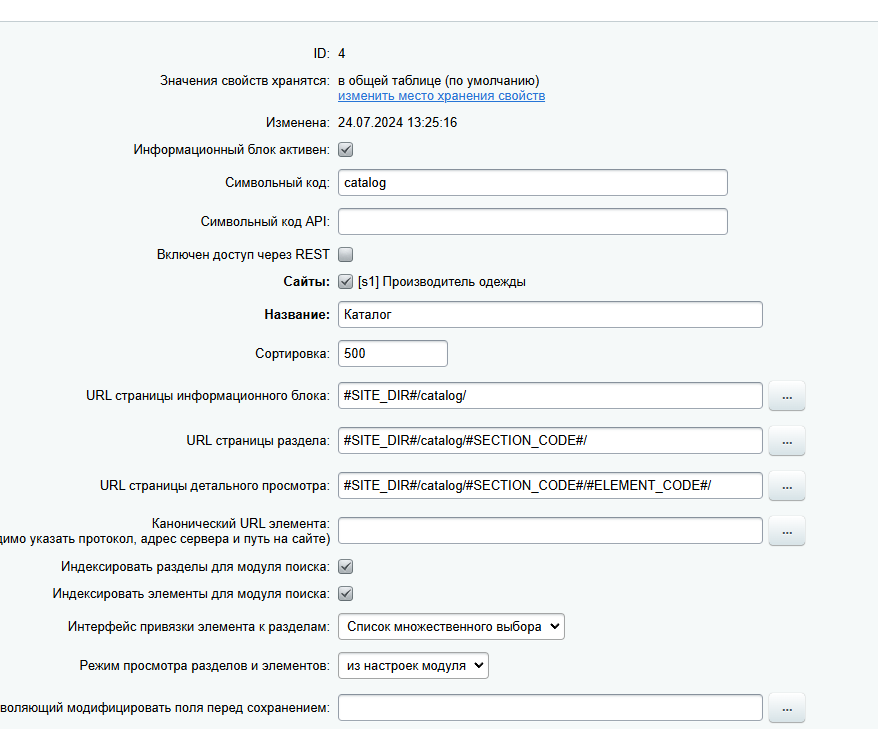 ID: 4
Значения свойств хранятся: в общей таблице (по умолчанию)
изменить место хранения свойств
Изменена: 24.07.2024 13:25:16
Информационный блок активен:
Символьный код: catalog
Символьный код API:
Включен доступ через REST
Сайты: [s1] Производитель одежды
Название: Каталог
Сортировка: 500
URL страницы информационного блока: #SITE_DIR#/catalog/ ...
URL страницы раздела: #SITE_DIR#/catalog/#SECTION_CODE#/ ...
URL страницы детального просмотра: #SITE_DIR#/catalog/#SECTION_CODE#/#ELEMENT_CODE#/ ...
Канонический URL элемента:
димо указать протокол, адрес сервера и путь на сайте) ...
Индексировать разделы для модуля поиска:
Индексировать элементы для модуля поиска:
Интерфейс привязки элемента к разделам: Список множественного выбора
Режим просмотра разделов и элементов: из настроек модуля
воляющий модифицировать поля перед сохранением: ...